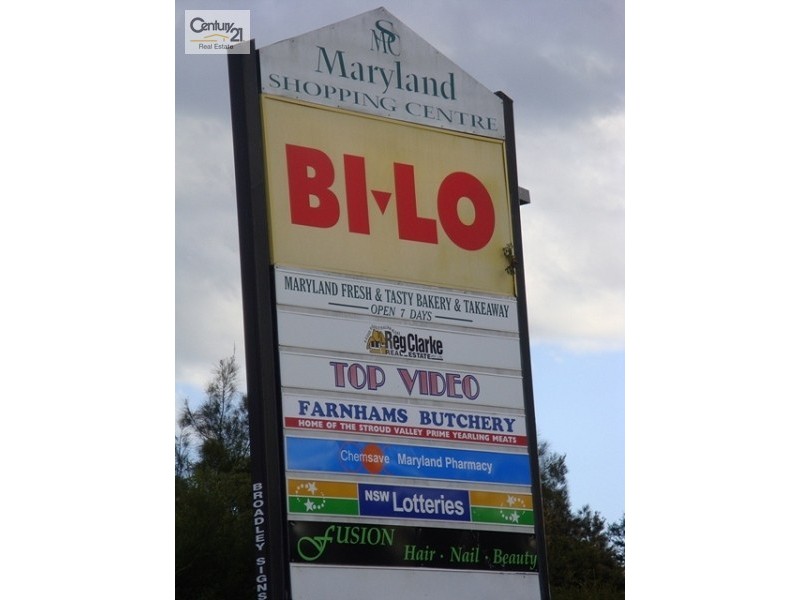 Century 21
Real Estate
SMC
Maryland
SHOPPING CENTRE
BI-LO
MARYLAND FRESH & TASTY BAKERY & TAKEAWAY
OPEN 7 DAYS
Reg Clarke
REAL ESTATE
TOP VIDEO
FARNHAMS BUTCHERY
HOME OF THE STROUD VALLEY PRIME YEARLING MEATS
Chemsave Maryland Pharmacy
NSW Lotteries
FUSION
Hair · Nail · Beauty
BROADLEY SIGNS